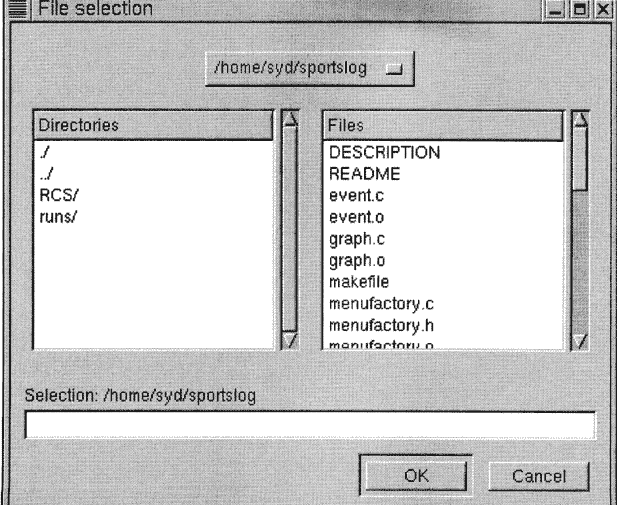 File selection
/home/syd/sportslog
Directories
./
../
RCS/
runs/
Files
DESCRIPTION
README
event.c
event.o
graph.c
graph.o
makefile
menufactory.c
menufactory.h
menufactory.o
Selection: /home/syd/sportslog
OK
Cancel